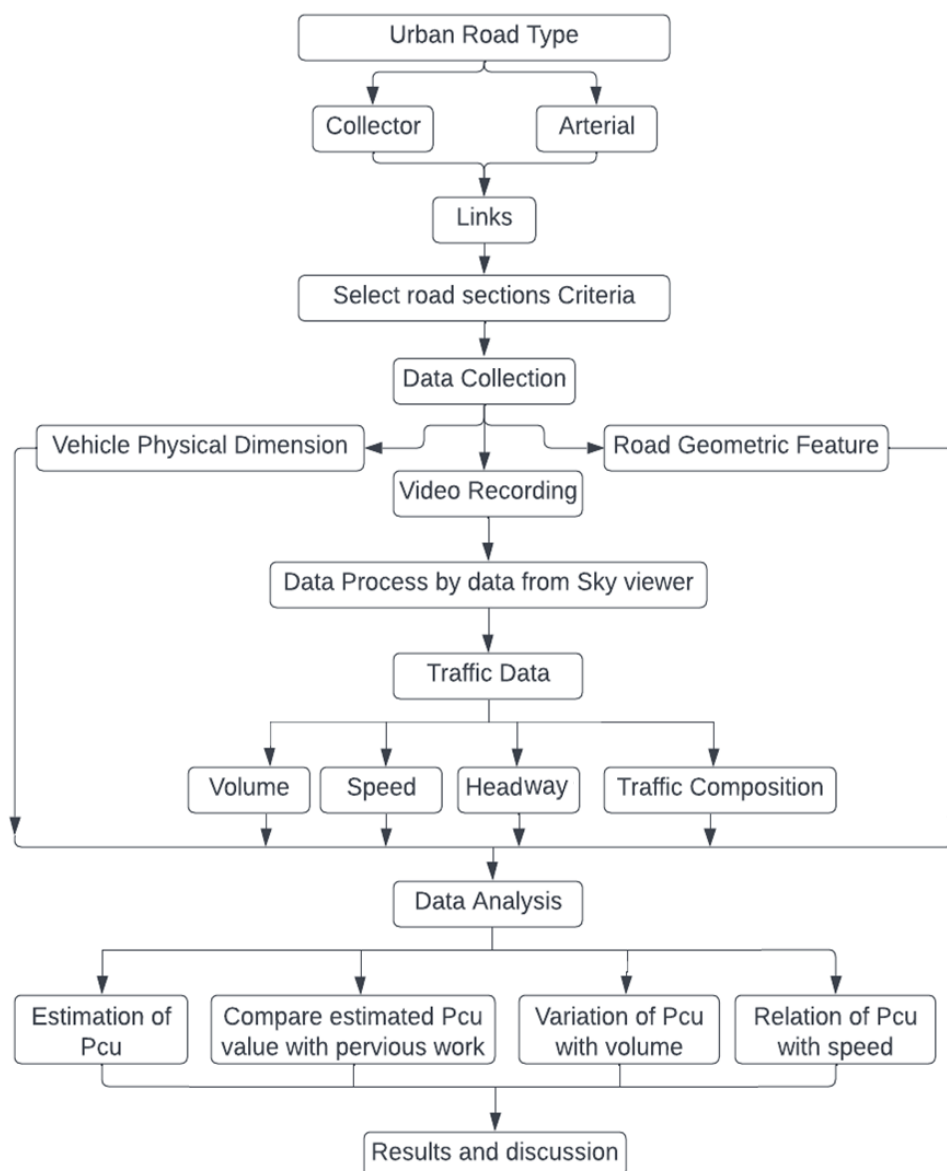 Urban Road Type
Collector
Arterial
Links
Select road sections Criteria
Data Collection
Vehicle Physical Dimension
Road Geometric Feature
Video Recording
Data Process by data from Sky viewer
Traffic Data
Volume
Speed
Headway
Traffic Composition
Data Analysis
Estimation of
Pcu
Compare estimated Pcu
value with pervious work
Variation of Pcu
with volume
Relation of Pcu
with speed
Results and discussion